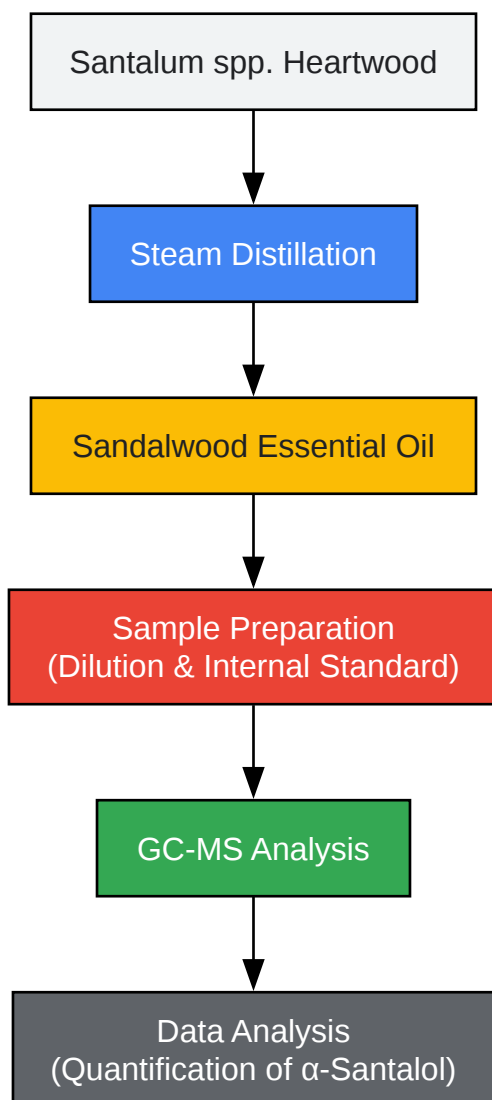 Santalum spp. Heartwood
Steam Distillation
Sandalwood Essential Oil
Sample Preparation
(Dilution & Internal Standard)
GC-MS Analysis
Data Analysis
(Quantification of α-Santalol)